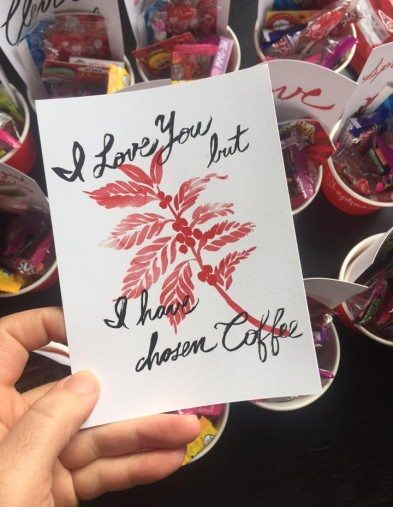 I Love You
but
I have
chosen Coffee